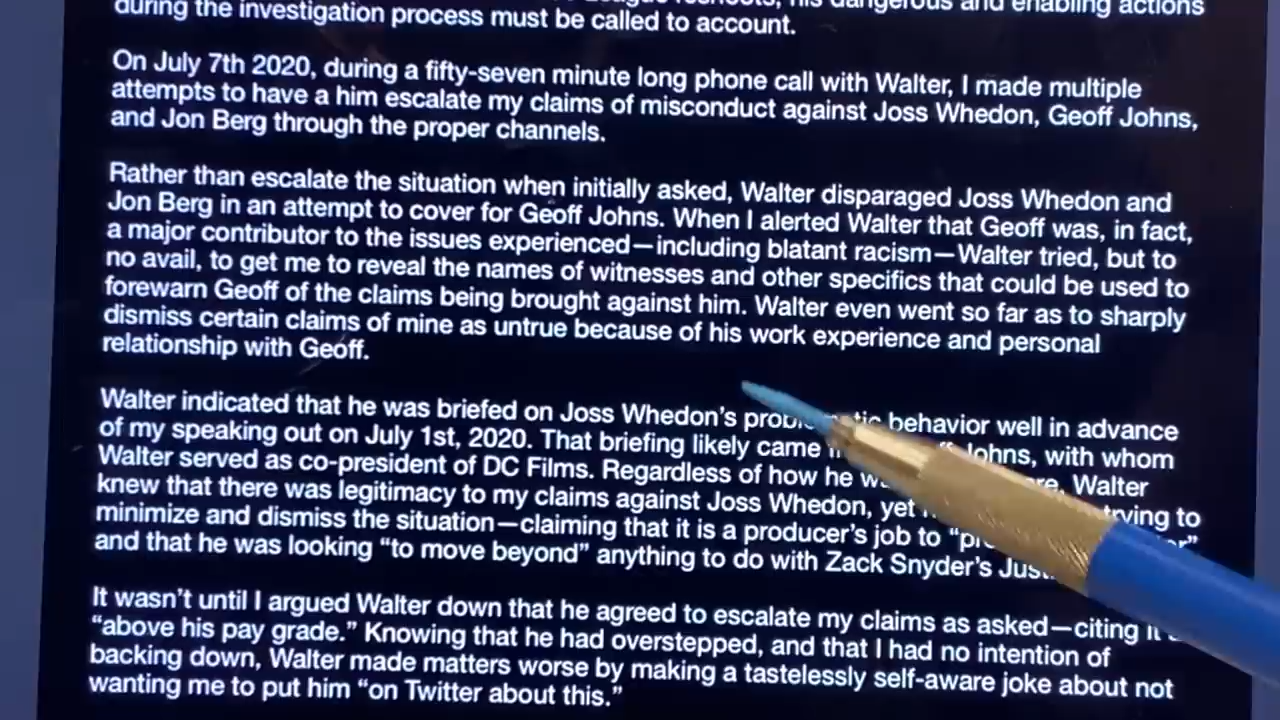 during the investigation process must be called to account.
On July 7th 2020, during a fifty-seven minute long phone call with Walter, I made multiple
attempts to have a him escalate my claims of misconduct against Joss Whedon, Geoff Johns,
and Jon Berg through the proper channels.
Rather than escalate the situation when initially asked, Walter disparaged Joss Whedon and
Jon Berg in an attempt to cover for Geoff Johns. When I alerted Walter that Geoff was, in fact,
a major contributor to the issues experienced—including blatant racism—Walter tried, but to
no avail, to get me to reveal the names of witnesses and other specifics that could be used to
forewarn Geoff of the claims being brought against him. Walter even went so far as to sharply
dismiss certain claims of mine as untrue because of his work experience and personal
relationship with Geoff.
Walter indicated that he was briefed on Joss Whedon's behavior well in advance
of my speaking out on July 1st, 2020. That briefing likely came Johns, with whom
Walter served as co-president of DC Films. Regardless of how he Walter
knew that there was legitimacy to my claims against Joss Whedon, yet trying to
minimize and dismiss the situation—claiming that it is a producer's job to
and that he was looking “to move beyond” anything to do with Zack Snyder's
It wasn't until I argued Walter down that he agreed to escalate my claims as asked—citing it
“above his pay grade.” Knowing that he had overstepped, and that I had no intention of
backing down, Walter made matters worse by making a tastelessly self-aware joke about not
wanting me to put him “on Twitter about this.”